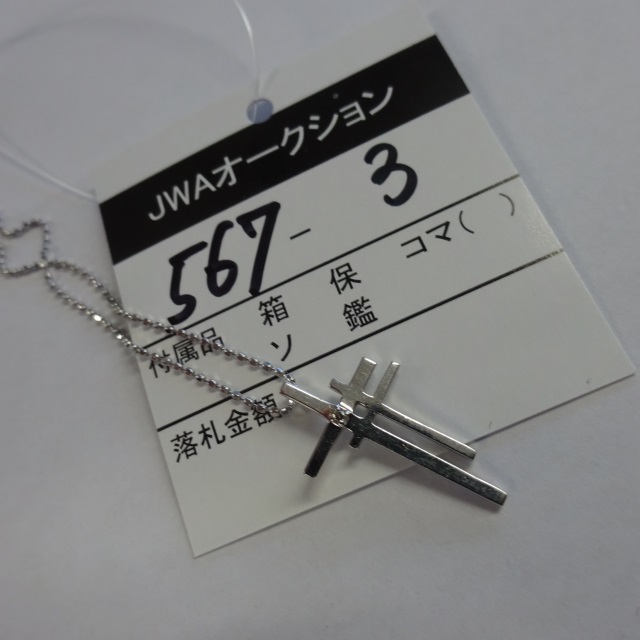 JWAオークション
567- 3
付属品 箱 保 コマ( )
ソ 鑑
落札金額